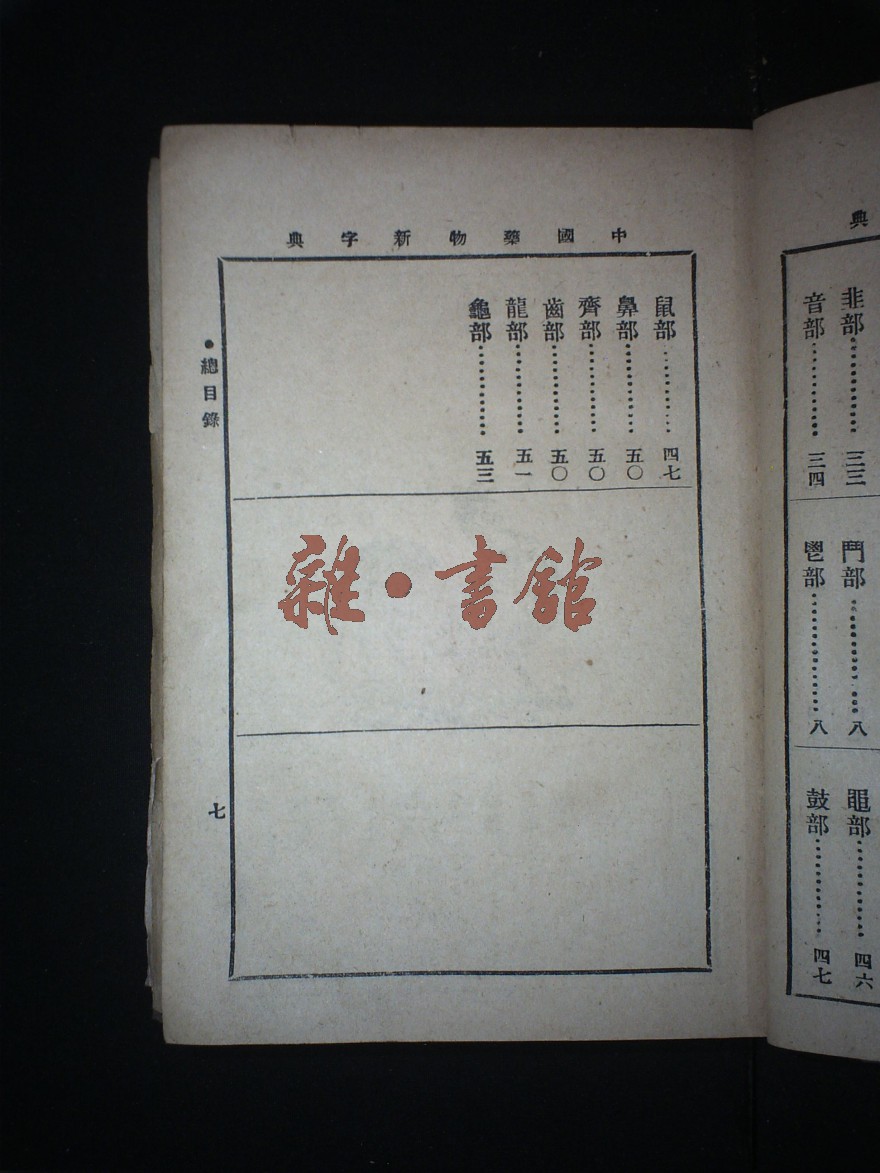 典
韭部............三三
音部............三四
鬥部............八
鬯部............八
黽部............四六
鼓部............四七
中國藥物新字典
鼠部............四七
鼻部............五〇
齊部............五〇
齒部............五〇
龍部............五一
龜部............五三
●總目錄
七
雜●書館